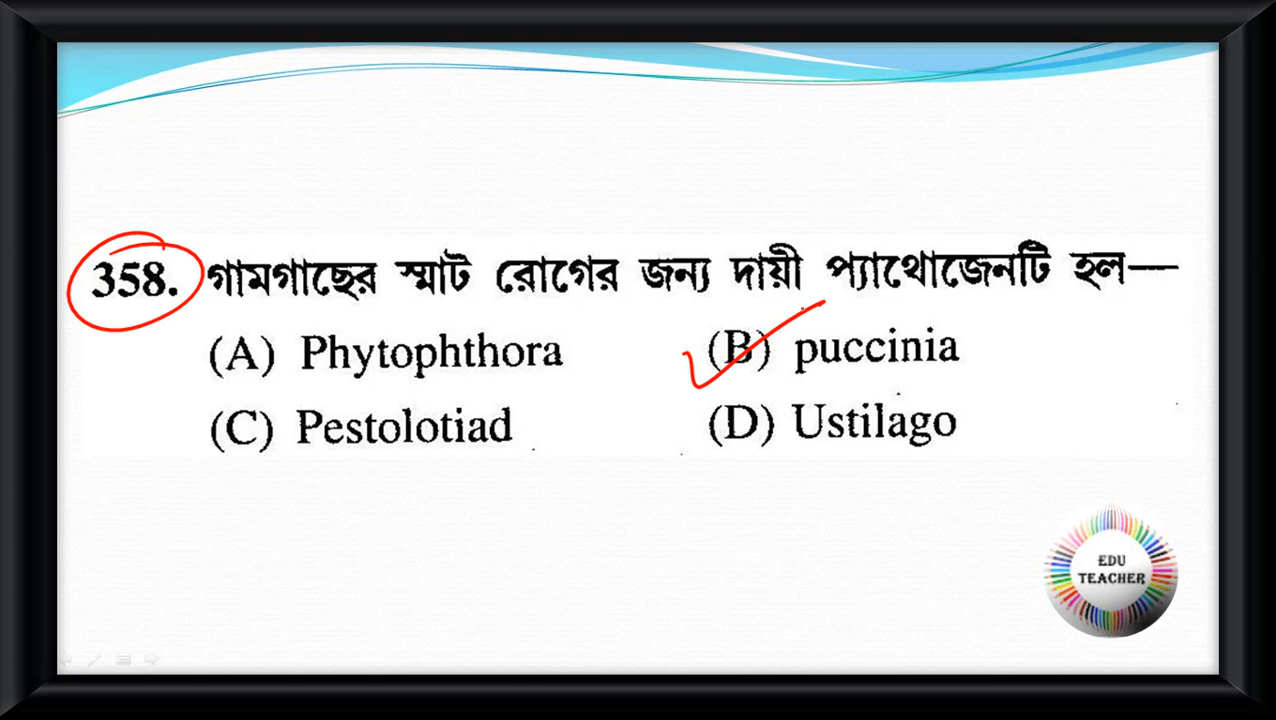 358. গামগাছের স্মাট রোগের জন্য দায়ী প্যাথোজেনটি হল—
(A) Phytophthora (B) puccinia
(C) Pestolotiad (D) Ustilago
EDU
TEACHER